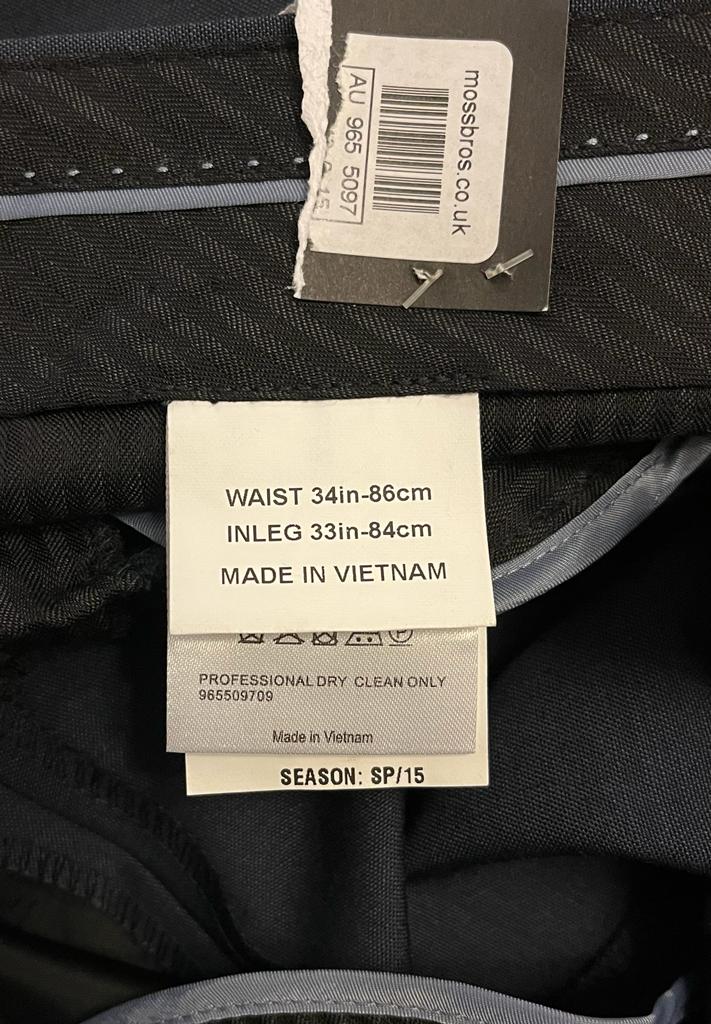 mossbros.co.uk
AU 965 5097
WAIST 34in-86cm
INLEG 33in-84cm
MADE IN VIETNAM
PROFESSIONAL DRY CLEAN ONLY
965509709
Made in Vietnam
SEASON: SP/15